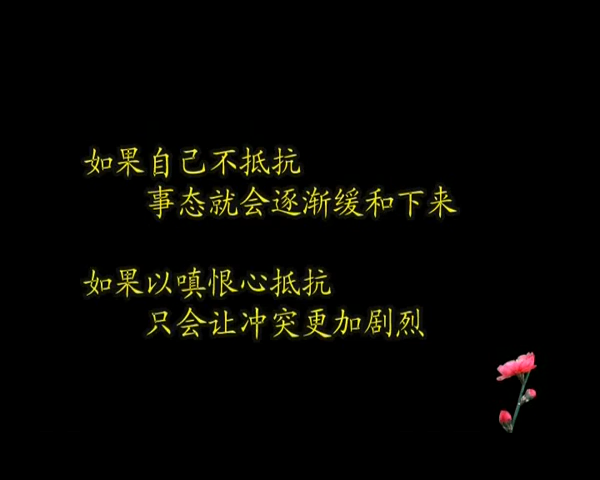 如果自己不抵抗
事态就会逐渐缓和下来
如果以嗔恨心抵抗
只会让冲突更加剧烈